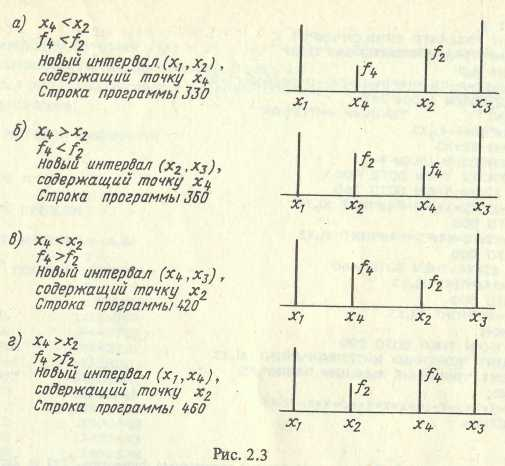 а) x₄ < x₂
f₄ < f₂
Новый интервал (x₁, x₂),
содержащий точку x₄
Строка программы 330
f₄
f₂
x₁ x₄ x₂ x₃
б) x₄ > x₂
f₄ < f₂
Новый интервал (x₂, x₃),
содержащий точку x₄
Строка программы 360
f₂
f₄
x₁ x₂ x₄ x₃
в) x₄ < x₂
f₄ > f₂
Новый интервал (x₄, x₃),
содержащий точку x₂
Строка программы 420
f₄
f₂
x₁ x₄ x₂ x₃
г) x₄ > x₂
f₄ > f₂
Новый интервал (x₁, x₄),
содержащий точку x₂
Строка программы 460
f₂
f₄
x₁ x₂ x₄ x₃
Рис. 2.3